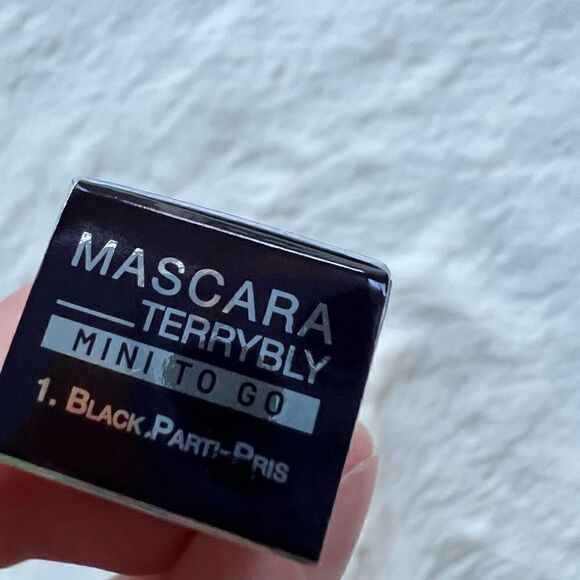 MASCARA
TERRYBLY
MINI TO GO
1. BLACK.PARTI-PRIS